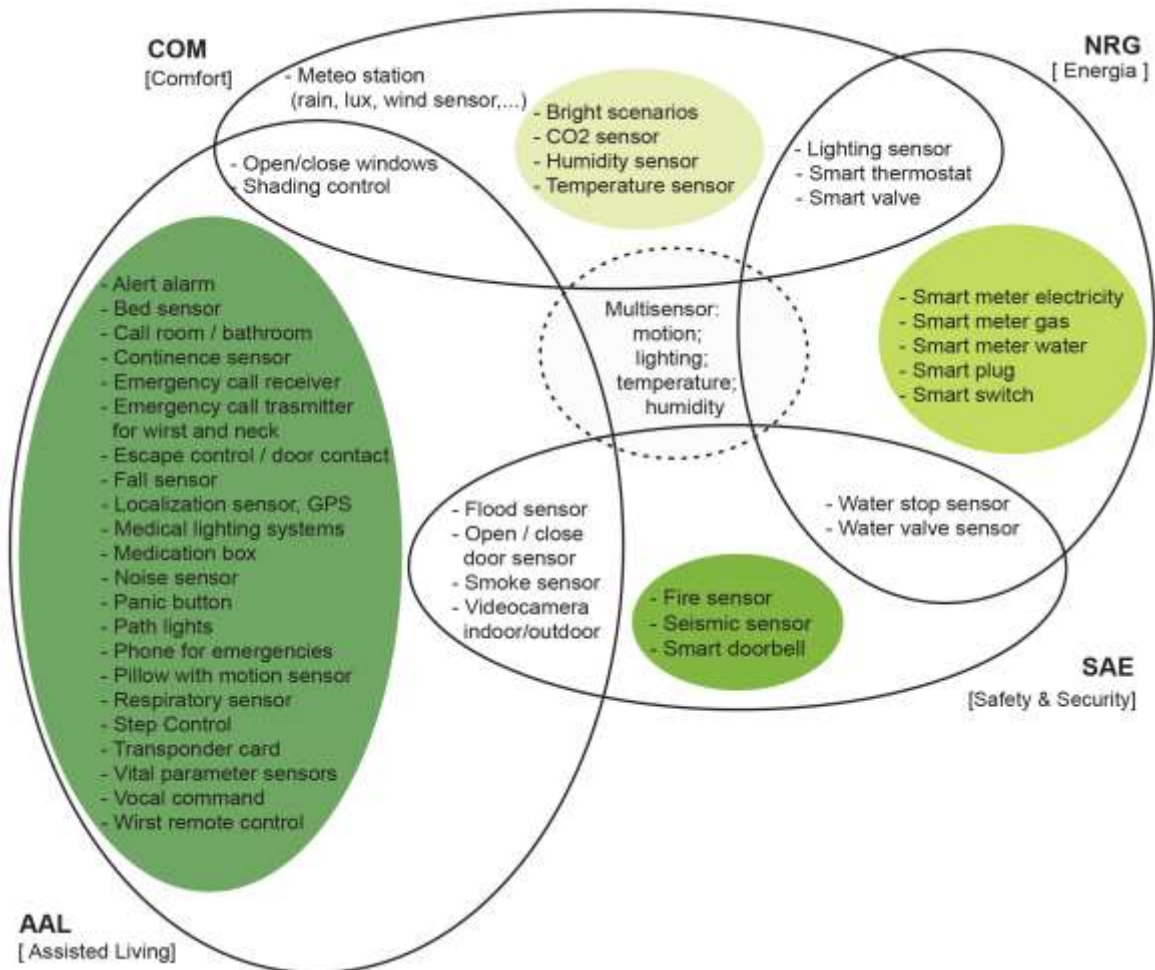 COM
[Comfort]
- Meteo station
(rain, lux, wind sensor,...)
NRG
[ Energia ]
- Bright scenarios
- CO2 sensor
- Humidity sensor
- Temperature sensor
- Open/close windows
- Shading control
- Lighting sensor
- Smart thermostat
- Smart valve
- Alert alarm
- Bed sensor
- Call room / bathroom
- Continence sensor
- Emergency call receiver
- Emergency call trasmitter
for wirst and neck
- Escape control / door contact
- Fall sensor
- Localization sensor, GPS
- Medical lighting systems
- Medication box
- Noise sensor
- Panic button
- Path lights
- Phone for emergencies
- Pillow with motion sensor
- Respiratory sensor
- Step Control
- Transponder card
- Vital parameter sensors
- Vocal command
- Wirst remote control
Multisensor:
motion;
lighting;
temperature;
humidity
- Smart meter electricity
- Smart meter gas
- Smart meter water
- Smart plug
- Smart switch
- Flood sensor
- Open / close
door sensor
- Smoke sensor
- Videocamera
indoor/outdoor
- Water stop sensor
- Water valve sensor
- Fire sensor
- Seismic sensor
- Smart doorbell
SAE
[Safety & Security]
AAL
[ Assisted Living]